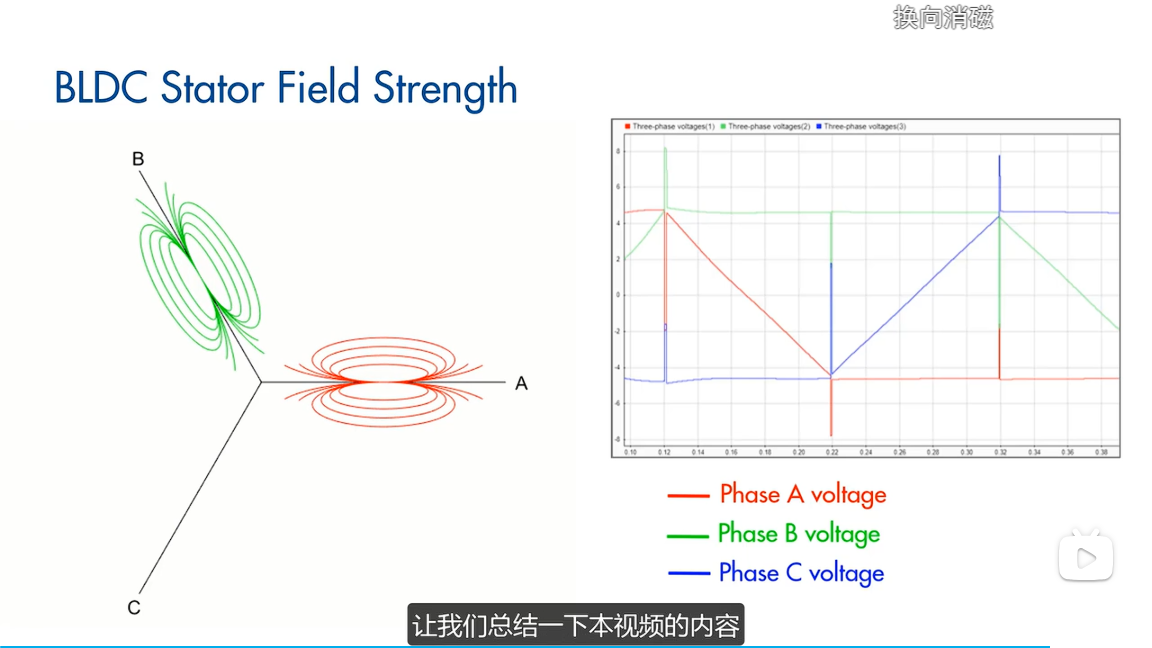 换向消磁
BLDC Stator Field Strength
B
A
C
Three-phase voltages(1) Three-phase voltages(2) Three-phase voltages(3)
8
6
4
2
0
-2
-4
-6
-8
0.10 0.12 0.14 0.16 0.18 0.20 0.22 0.24 0.26 0.28 0.30 0.32 0.34 0.36 0.38
Phase A voltage
Phase B voltage
Phase C voltage
让我们总结一下本视频的内容